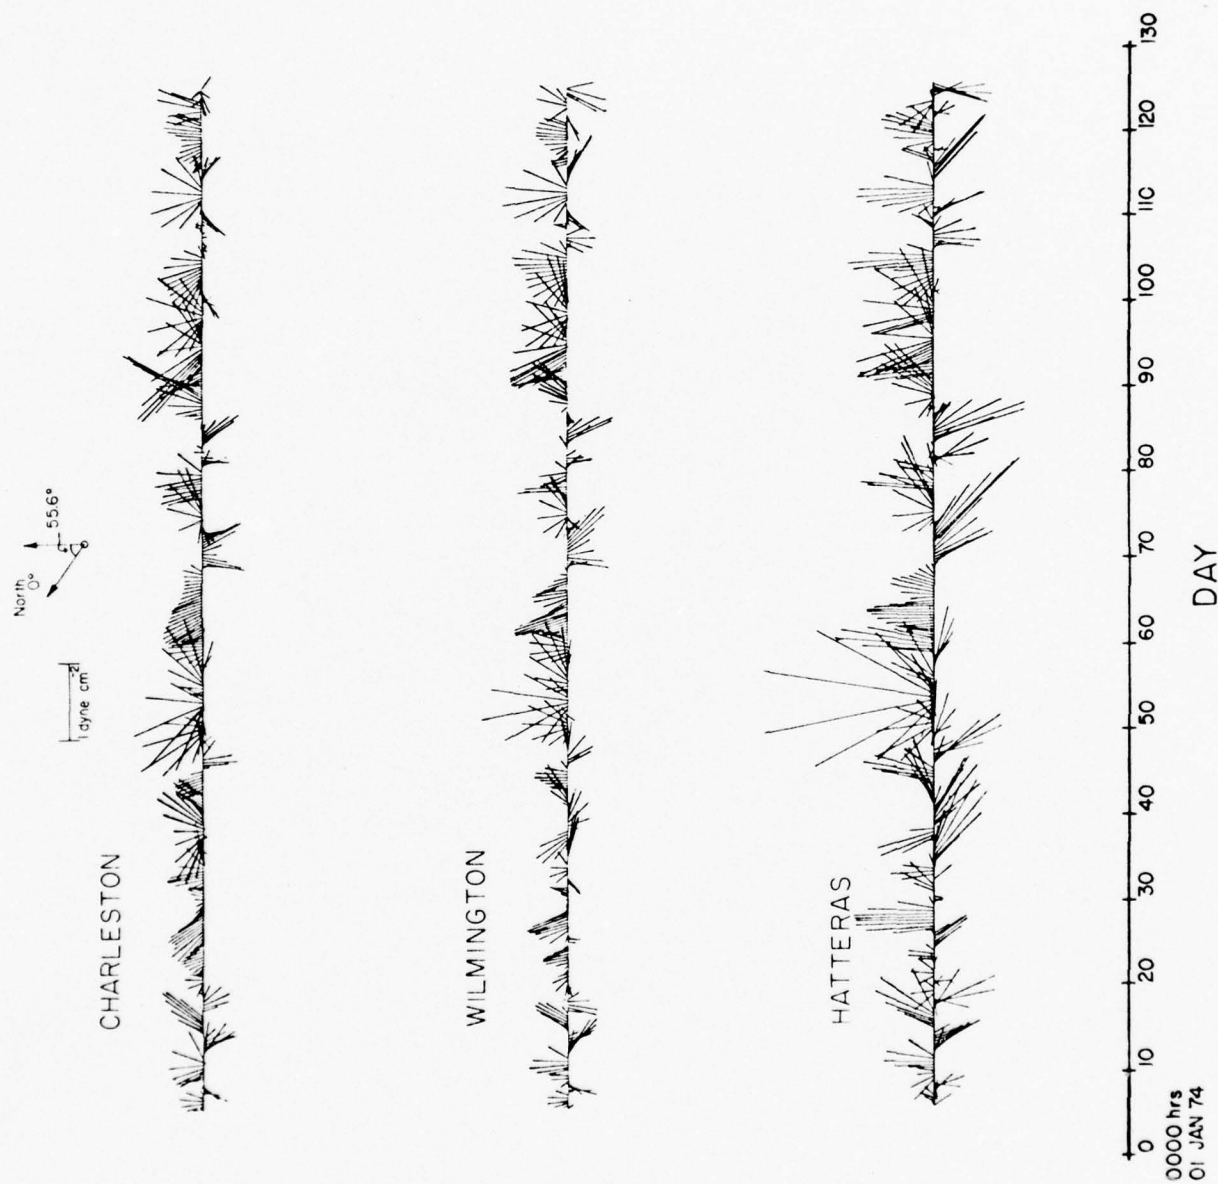 North
0°
55.6°
1 dyne cm⁻²
CHARLESTON
WILMINGTON
HATTERAS
0 10 20 30 40 50 60 70 80 90 100 110 120 130
0000 hrs
01 JAN 74
DAY